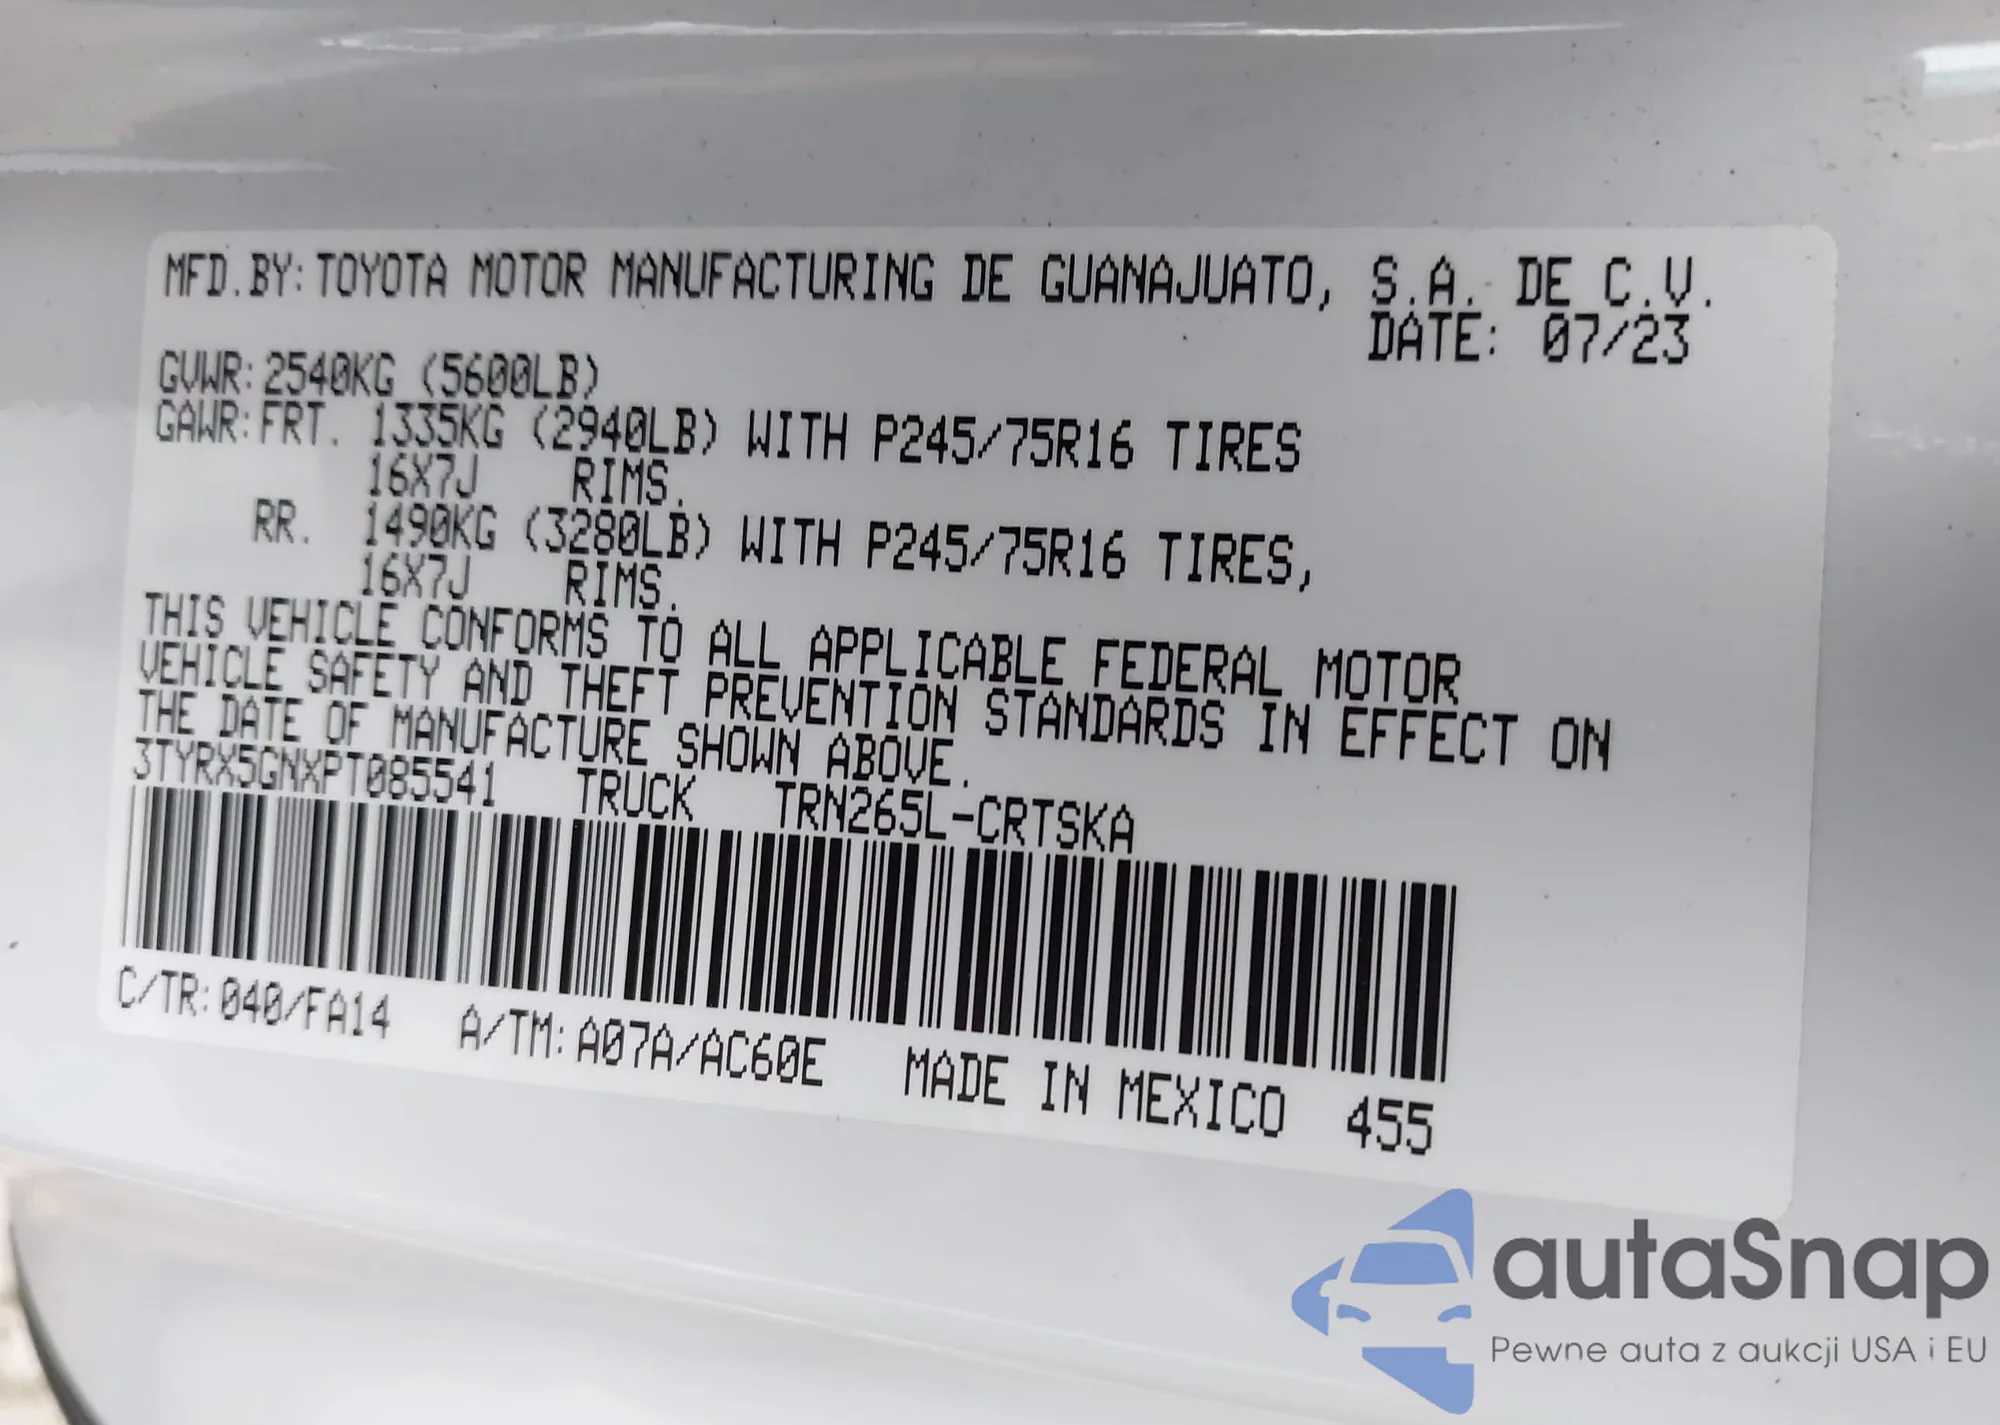 MFD.BY:TOYOTA MOTOR MANUFACTURING DE GUANAJUATO, S.A. DE C.V.
DATE: 07/23
GVWR:2540KG (5600LB)
GAWR:FRT. 1335KG (2940LB) WITH P245/75R16 TIRES
16X7J RIMS.
RR. 1490KG (3280LB) WITH P245/75R16 TIRES,
16X7J RIMS.
THIS VEHICLE CONFORMS TO ALL APPLICABLE FEDERAL MOTOR
VEHICLE SAFETY AND THEFT PREVENTION STANDARDS IN EFFECT ON
THE DATE OF MANUFACTURE SHOWN ABOVE.
3TYRX5GNXPT085541 TRUCK TRN265L-CRTSKA
C/TR:040/FA14 A/TM:A07A/AC60E MADE IN MEXICO 455
autaSnap
Pewne auta z aukcji USA i EU